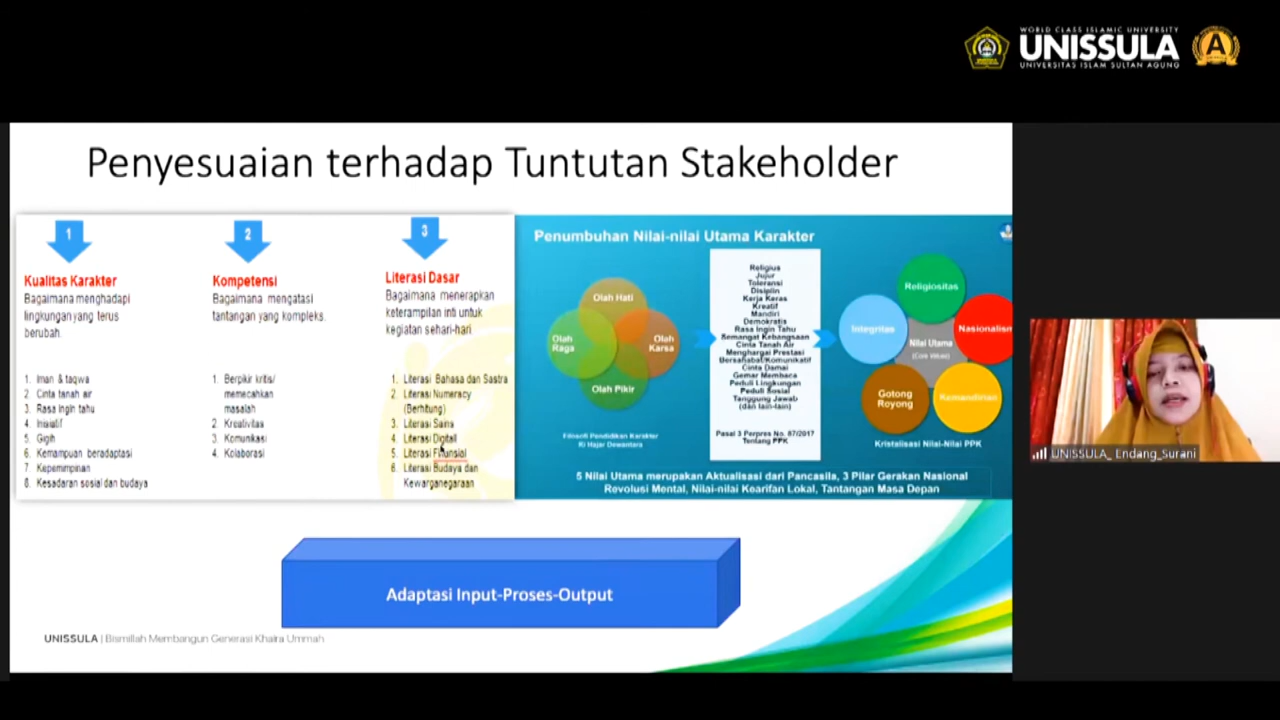 WORLD CLASS ISLAMIC UNIVERSITY
UNISSULA
UNIVERSITAS ISLAM SULTAN AGUNG
A
Penyesuaian terhadap Tuntutan Stakeholder
1
Kualitas Karakter
Bagaimana menghadapi
lingkungan yang terus
berubah.
1. Iman & taqwa
2. Cinta tanah air
3. Rasa ingin tahu
4. Inisiatif
5. Gigih
6. Kemampuan beradaptasi
7. Kepemimpinan
8. Kesadaran sosial dan budaya
2
Kompetensi
Bagaimana mengatasi
tantangan yang kompleks.
1. Berpikir kritis/
memecahkan
masalah
2. Kreativitas
3. Komunikasi
4. Kolaborasi
3
Literasi Dasar
Bagaimana menerapkan
keterampilan inti untuk
kegiatan sehari-hari
1. Literasi Bahasa dan Sastra
2. Literasi Numeracy
(Berhitung)
3. Literasi Sains
4. Literasi Digitall
5. Literasi Finansial
6. Literasi Budaya dan
Kewarganegaraan
Penumbuhan Nilai-nilai Utama Karakter
Olah Hati
Olah
Raga
Olah
Karsa
Olah Pikir
Filosofi Pendidikan Karakter
Ki Hajar Dewantara
Religius
Jujur
Toleransi
Disiplin
Kerja Keras
Kreatif
Mandiri
Demokratis
Rasa Ingin Tahu
Semangat Kebangsaan
Cinta Tanah Air
Menghargai Prestasi
Bersahabat/Komunikatif
Cinta Damai
Gemar Membaca
Peduli Lingkungan
Peduli Sosial
Tanggung Jawab
(dan lain-lain)
Pasal 3 Perpres No. 87/2017
Tentang PPK
Religiositas
Integritas
Nasionalism
Nilai Utama
(Core Values)
Gotong
Royong
Kemandirian
Kristalisasi Nilai-Nilai PPK
5 Nilai Utama merupakan Aktualisasi dari Pancasila, 3 Pilar Gerakan Nasional
Revolusi Mental, Nilai-nilai Kearifan Lokal, Tantangan Masa Depan
Adaptasi Input-Proses-Output
UNISSULA | Bismillah Membangun Generasi Khaira Ummah
UNISSULA_ Endang_Surani